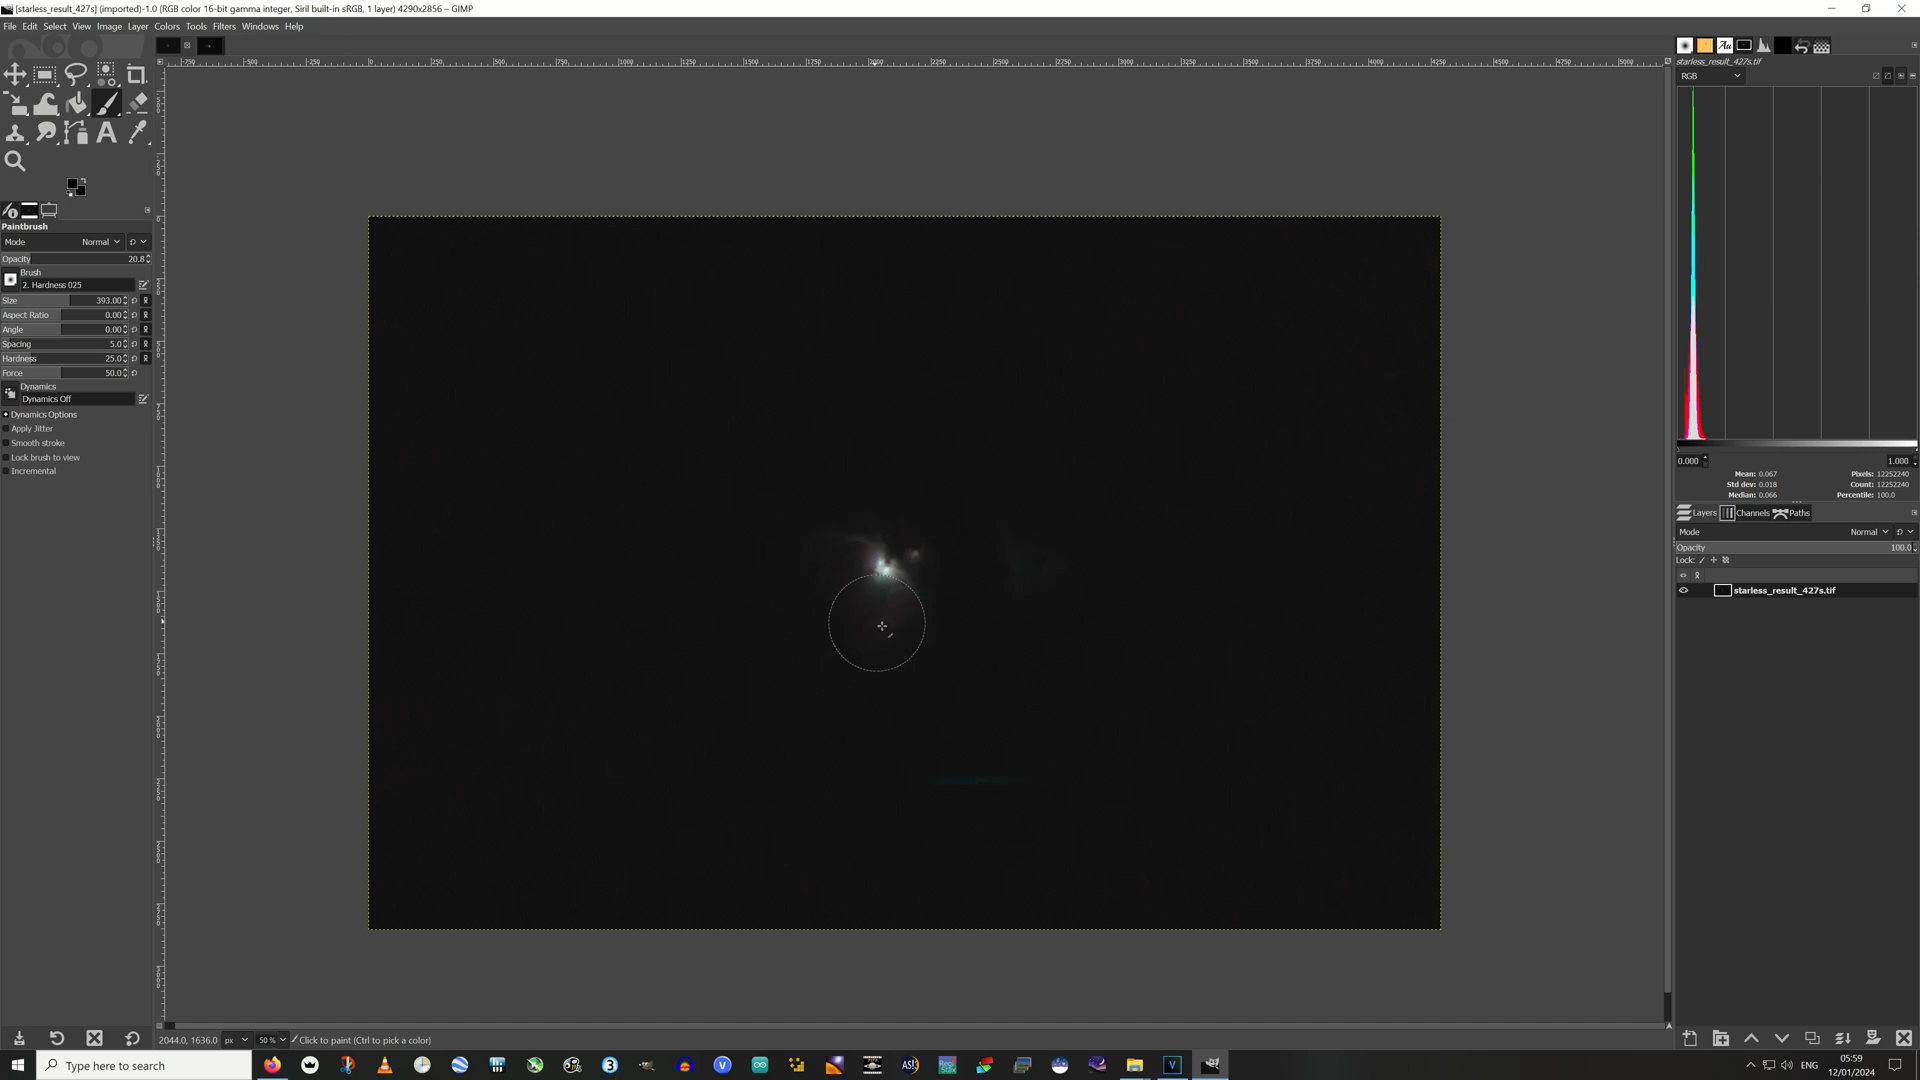 [starless_result_427s] (imported)-1.0 (RGB color 16-bit gamma integer, Siril built-in sRGB, 1 layer) 4290x2856 – GIMP
File Edit Select View Image Layer Colors Tools Filters Windows Help
starless_result_427s.tif
RGB
Paintbrush
Mode Normal
Opacity 20.8
Brush
2. Hardness 025
Size 393.00
Aspect Ratio 0.00
Angle 0.00
Spacing 5.0
Hardness 25.0
Force 50.0
Dynamics
Dynamics Off
Dynamics Options
Apply Jitter
Smooth stroke
Lock brush to view
Incremental
0.000 1.000
Mean: 0.067 Pixels: 12252240
Std dev: 0.018 Count: 12252240
Median: 0.066 Percentile: 100.0
Layers Channels Paths
Mode Normal
Opacity 100.0
Lock:
starless_result_427s.tif
2044.0, 1636.0 px 50 % Click to paint (Ctrl to pick a color)
Type here to search
ENG
05:59
12/01/2024